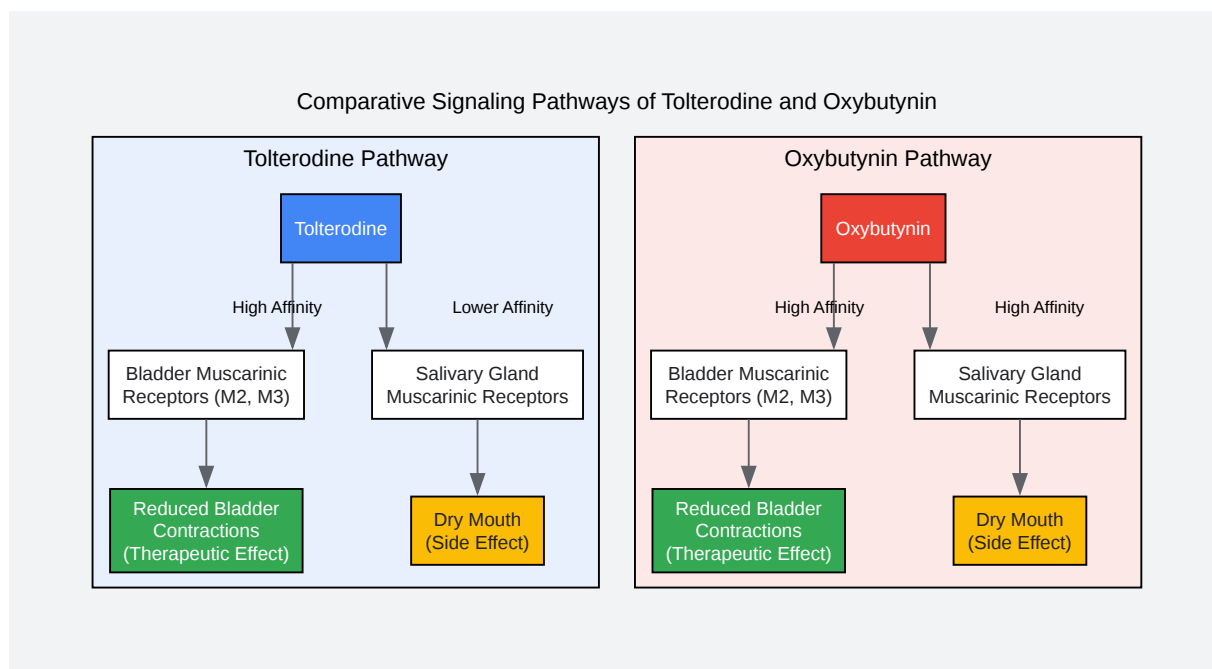 Comparative Signaling Pathways of Tolterodine and Oxybutynin
Tolterodine Pathway
Tolterodine
High Affinity
Lower Affinity
Bladder Muscarinic
Receptors (M2, M3)
Salivary Gland
Muscarinic Receptors
Reduced Bladder
Contractions
(Therapeutic Effect)
Dry Mouth
(Side Effect)
Oxybutynin Pathway
Oxybutynin
High Affinity
High Affinity
Bladder Muscarinic
Receptors (M2, M3)
Salivary Gland
Muscarinic Receptors
Reduced Bladder
Contractions
(Therapeutic Effect)
Dry Mouth
(Side Effect)